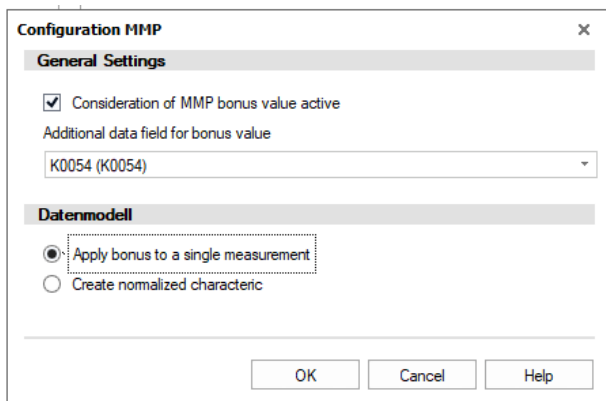 Configuration MMP
General Settings
Consideration of MMP bonus value active
Additional data field for bonus value
K0054 (K0054)
Datenmodell
Apply bonus to a single measurement
Create normalized characteric
OK Cancel Help